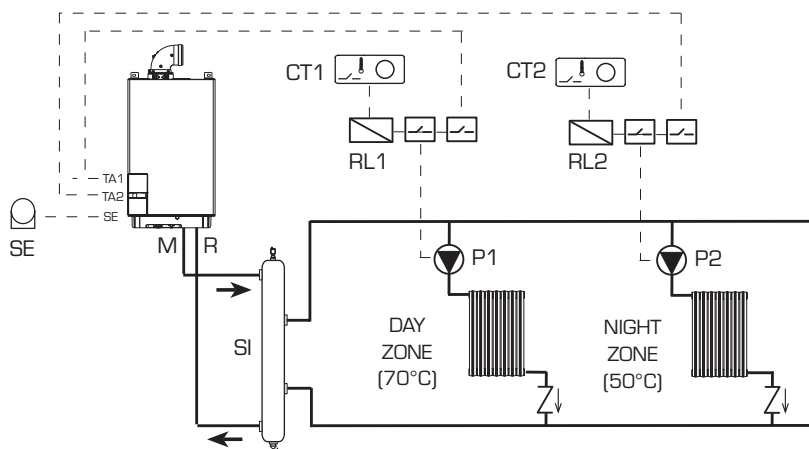 CT1
CT2
RL1
RL2
TA1
TA2
SE
SE
M R
P1
P2
SI
DAY
ZONE
(70°C)
NIGHT
ZONE
(50°C)